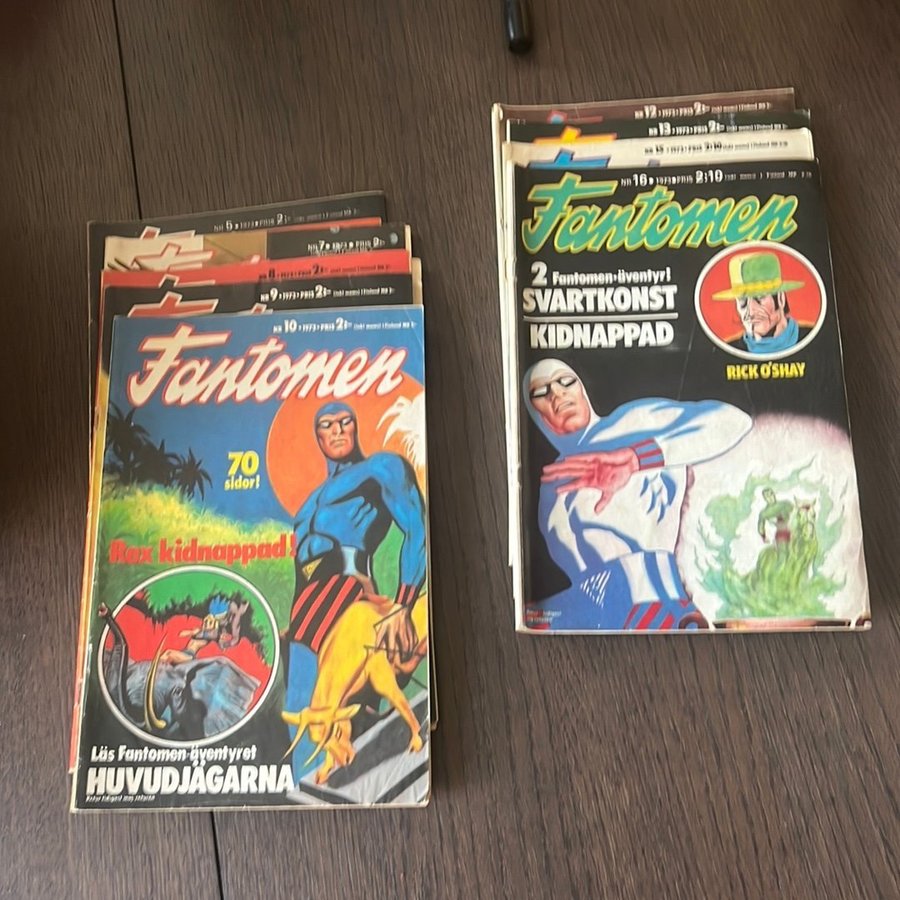 NR 5 • 1973 • PRIS 2:-
NR 7 • 1973 • PRIS 2:-
NR 8 • 1973 • PRIS 2:-
NR 9 • 1973 • PRIS 2:-
NR 10 • 1973 • PRIS 2:-
Fantomen
70
sidor!
Rex kidnappad!
Läs Fantomen-äventyret
HUVUDJÄGARNA
NR 12 • 1973 • PRIS 2:-
NR 13 • 1973 • PRIS 2:-
NR 15 • 1973 • PRIS 2:10
NR 16 • 1973 • PRIS 2:10
Fantomen
2 Fantomen-äventyr!
SVARTKONST
KIDNAPPAD
RICK O'SHAY